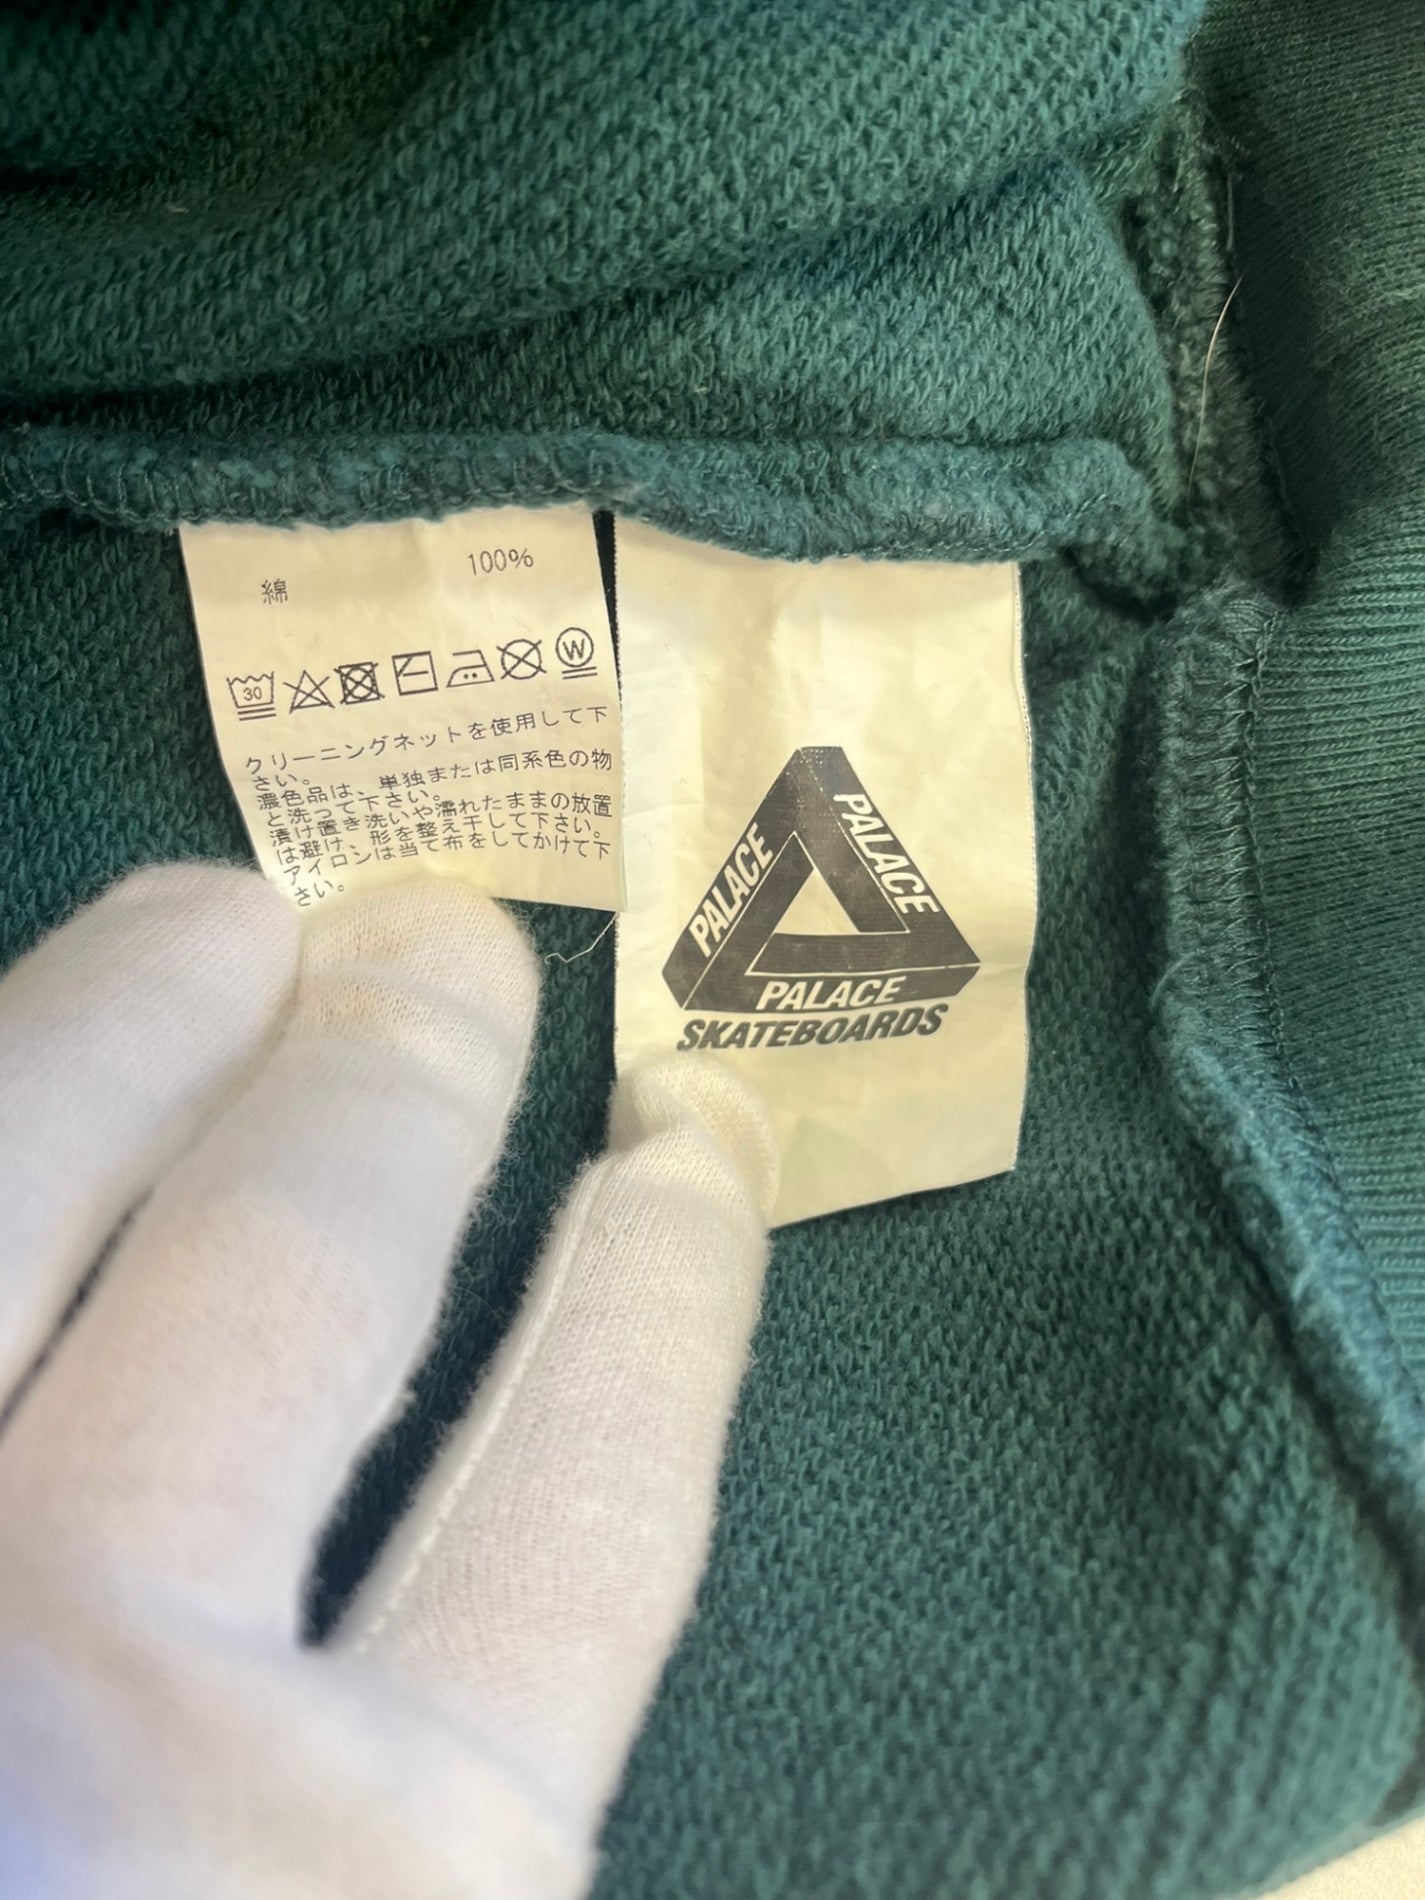 綿 100%
30 W
クリーニングネットを使用して下
さい。
濃色品は、単独または同系色の物
と洗って下さい。
漬け置き洗いや濡れたままの放置
は避け、形を整え干して下さい。
アイロンは当て布をしてかけて下
さい。
PALACE
PALACE
PALACE
SKATEBOARDS